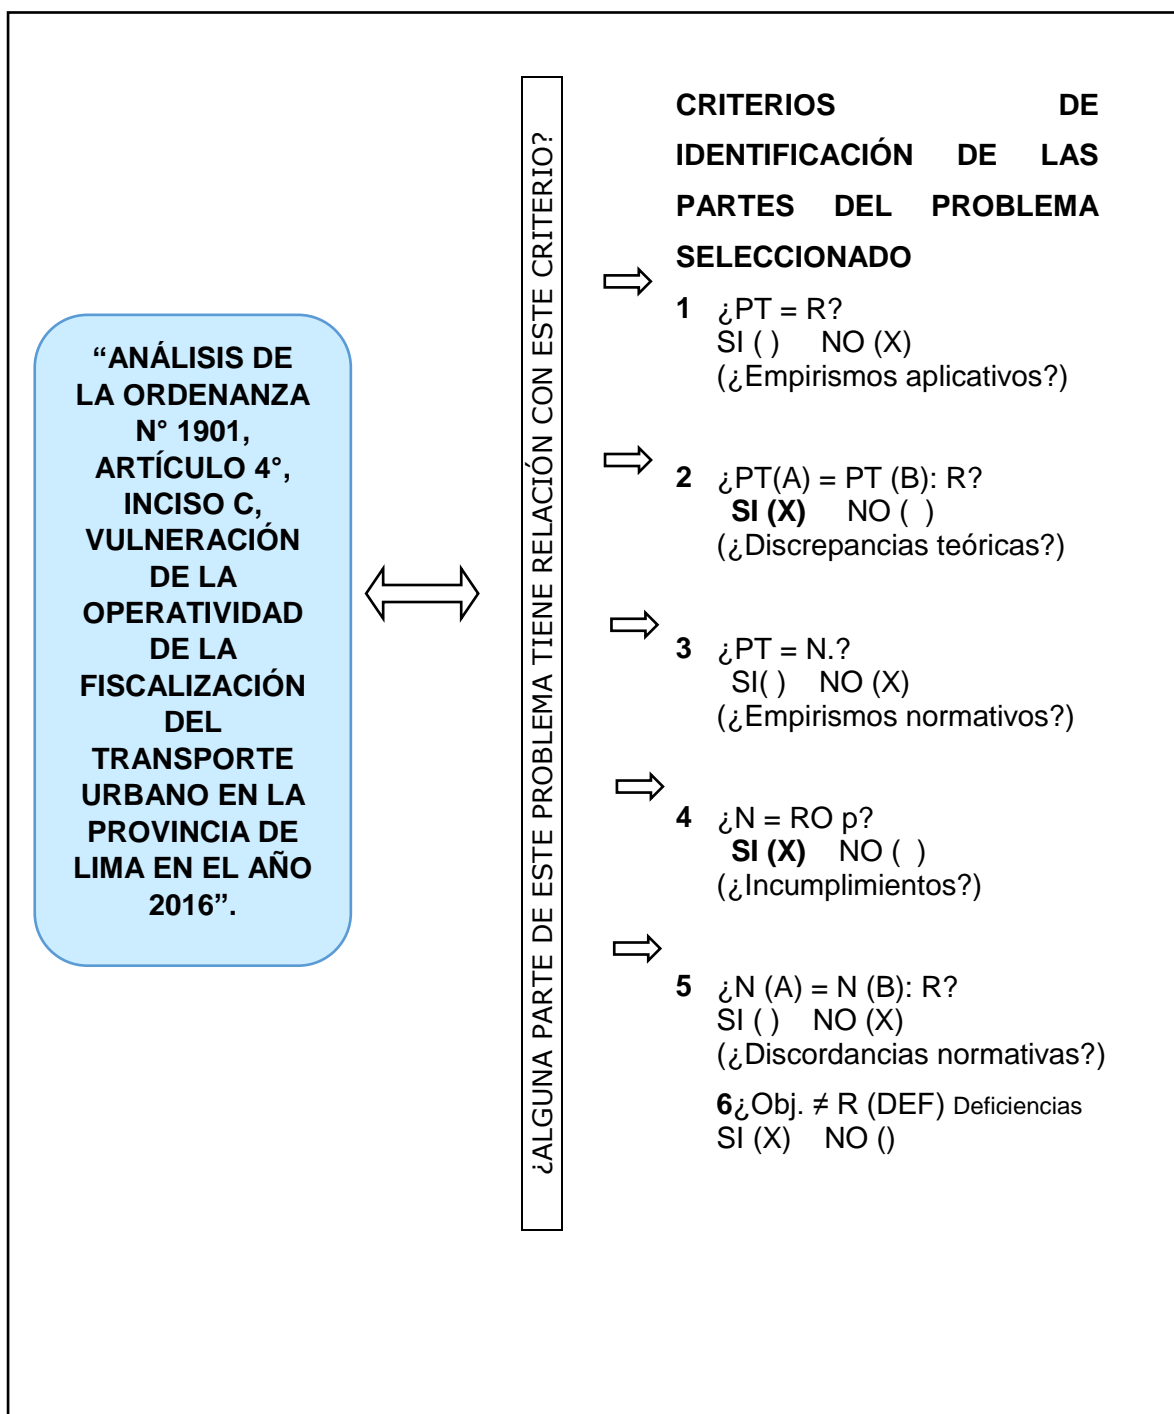 “ANÁLISIS DE
LA ORDENANZA
N° 1901,
ARTÍCULO 4°,
INCISO C,
VULNERACIÓN
DE LA
OPERATIVIDAD
DE LA
FISCALIZACIÓN
DEL
TRANSPORTE
URBANO EN LA
PROVINCIA DE
LIMA EN EL AÑO
2016”.
¿ALGUNA PARTE DE ESTE PROBLEMA TIENE RELACIÓN CON ESTE CRITERIO?
CRITERIOS DE
IDENTIFICACIÓN DE LAS
PARTES DEL PROBLEMA
SELECCIONADO
1 ¿PT = R?
SI ( ) NO (X)
(¿Empirismos aplicativos?)
2 ¿PT(A) = PT (B): R?
SI (X) NO ( )
(¿Discrepancias teóricas?)
3 ¿PT = N.?
SI( ) NO (X)
(¿Empirismos normativos?)
4 ¿N = RO p?
SI (X) NO ( )
(¿Incumplimientos?)
5 ¿N (A) = N (B): R?
SI ( ) NO (X)
(¿Discordancias normativas?)
6¿Obj. ≠ R (DEF) Deficiencias
SI (X) NO ()